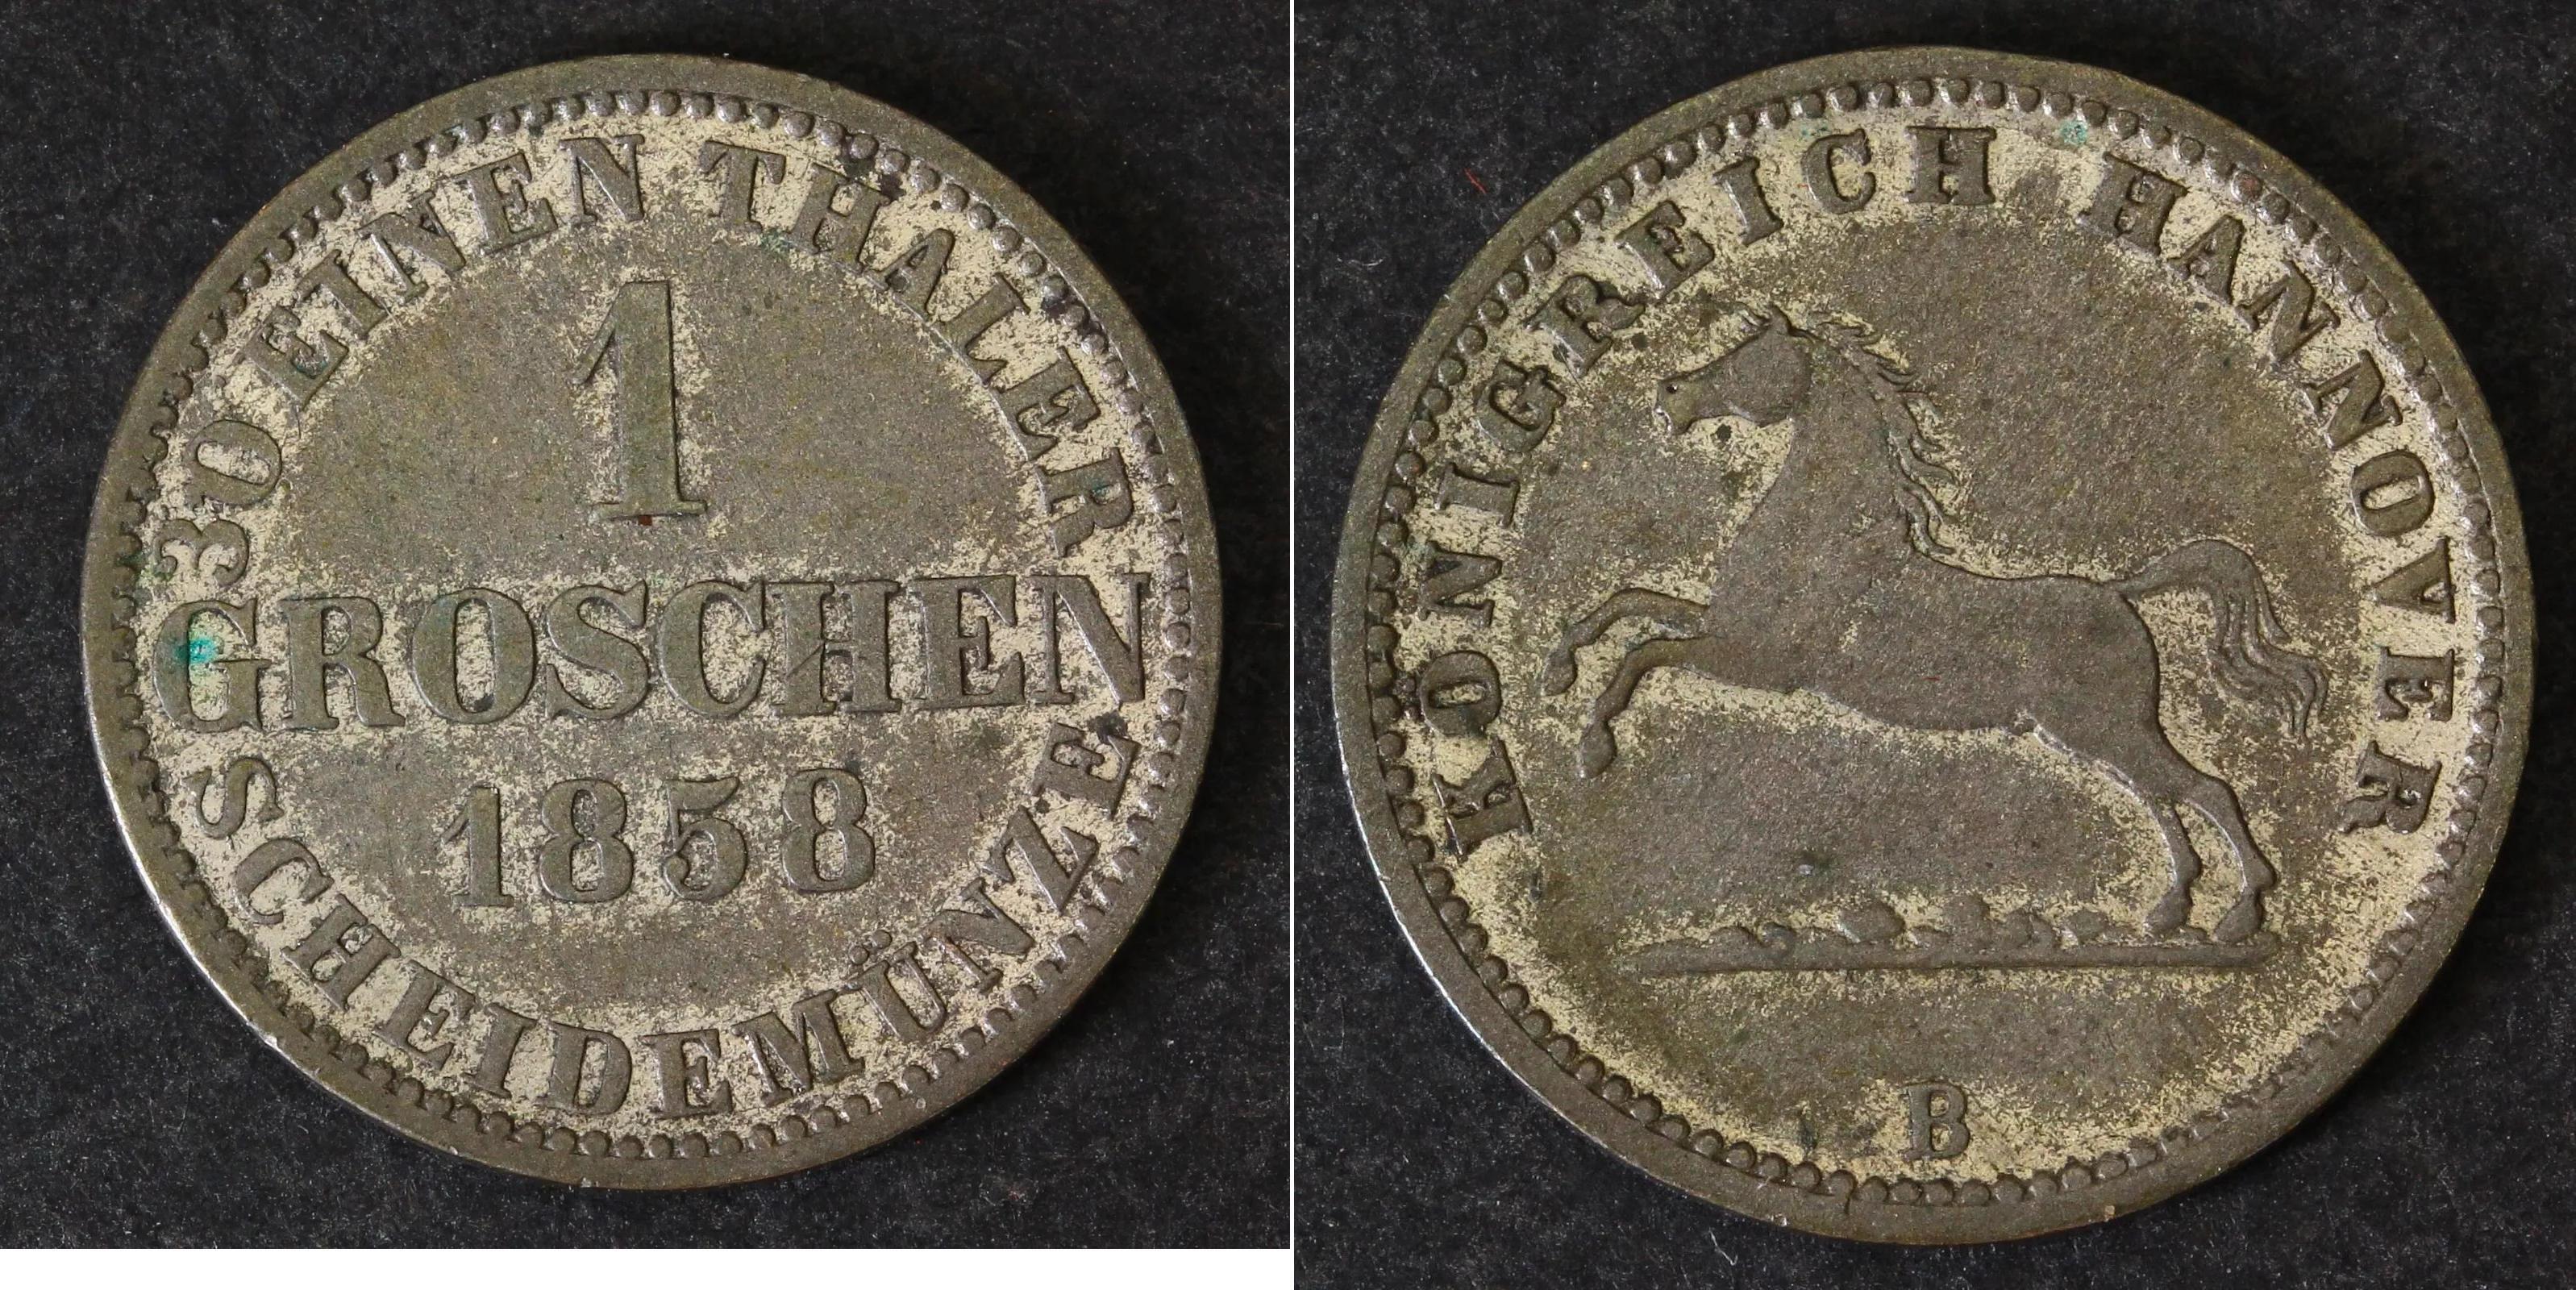 30 EINEN THALER
1
GROSCHEN
1858
SCHEIDEMÜNZE
KÖNIGREICH HANNOVER
B